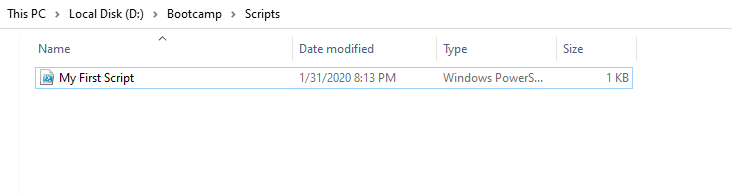 This PC > Local Disk (D:) > Bootcamp > Scripts
Name Date modified Type Size
My First Script 1/31/2020 8:13 PM Windows PowerS... 1 KB